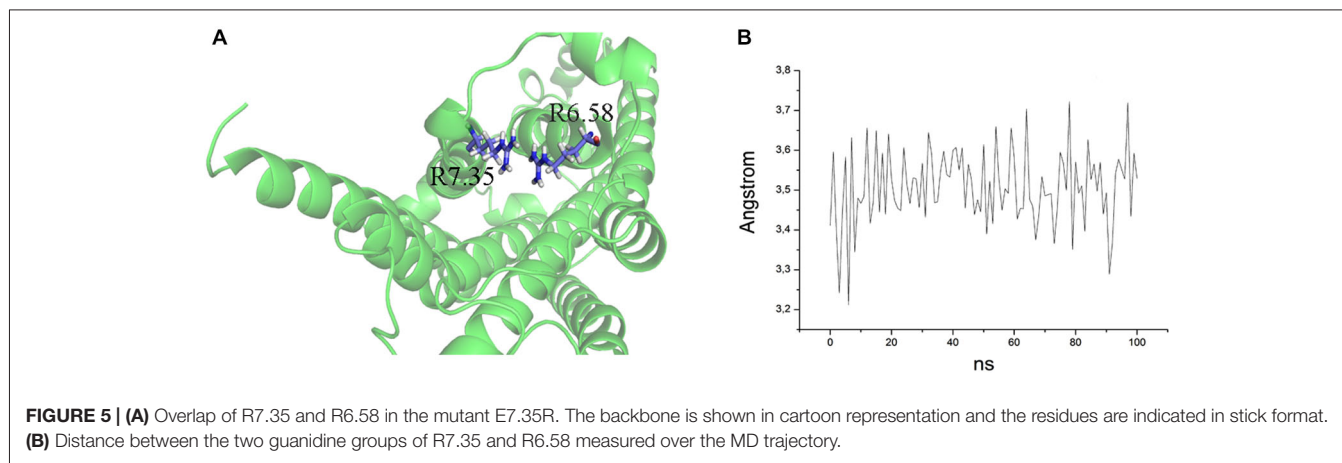 A
R6.58
R7.35
B
3,8
3,7
3,6
3,5
3,4
3,3
3,2
Angstrom
0
20
40
60
80
100
ns
FIGURE 5 | (A) Overlap of R7.35 and R6.58 in the mutant E7.35R. The backbone is shown in cartoon representation and the residues are indicated in stick format.
(B) Distance between the two guanidine groups of R7.35 and R6.58 measured over the MD trajectory.